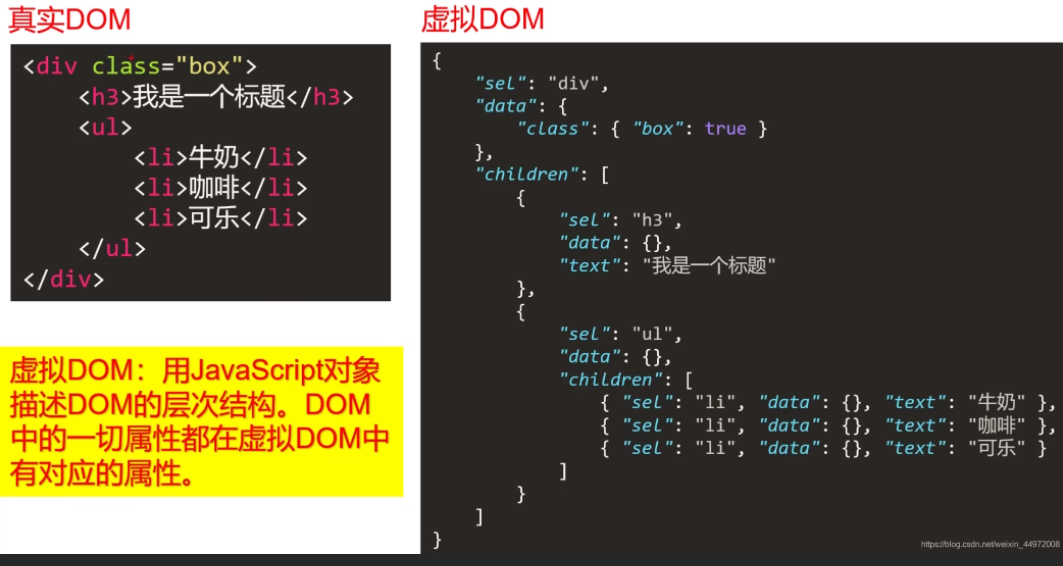 真实DOM
<div class="box">
    <h3>我是一个标题</h3>
    <ul>
        <li>牛奶</li>
        <li>咖啡</li>
        <li>可乐</li>
    </ul>
</div>
虚拟DOM：用JavaScript对象
描述DOM的层次结构。DOM
中的一切属性都在虚拟DOM中
有对应的属性。
虚拟DOM
{
    "sel": "div",
    "data": {
        "class": { "box": true }
    },
    "children": [
        {
            "sel": "h3",
            "data": {},
            "text": "我是一个标题"
        },
        {
            "sel": "ul",
            "data": {},
            "children": [
                { "sel": "li", "data": {}, "text": "牛奶" },
                { "sel": "li", "data": {}, "text": "咖啡" },
                { "sel": "li", "data": {}, "text": "可乐" }
            ]
        }
    ]
}
https://blog.csdn.net/weixin_44972008